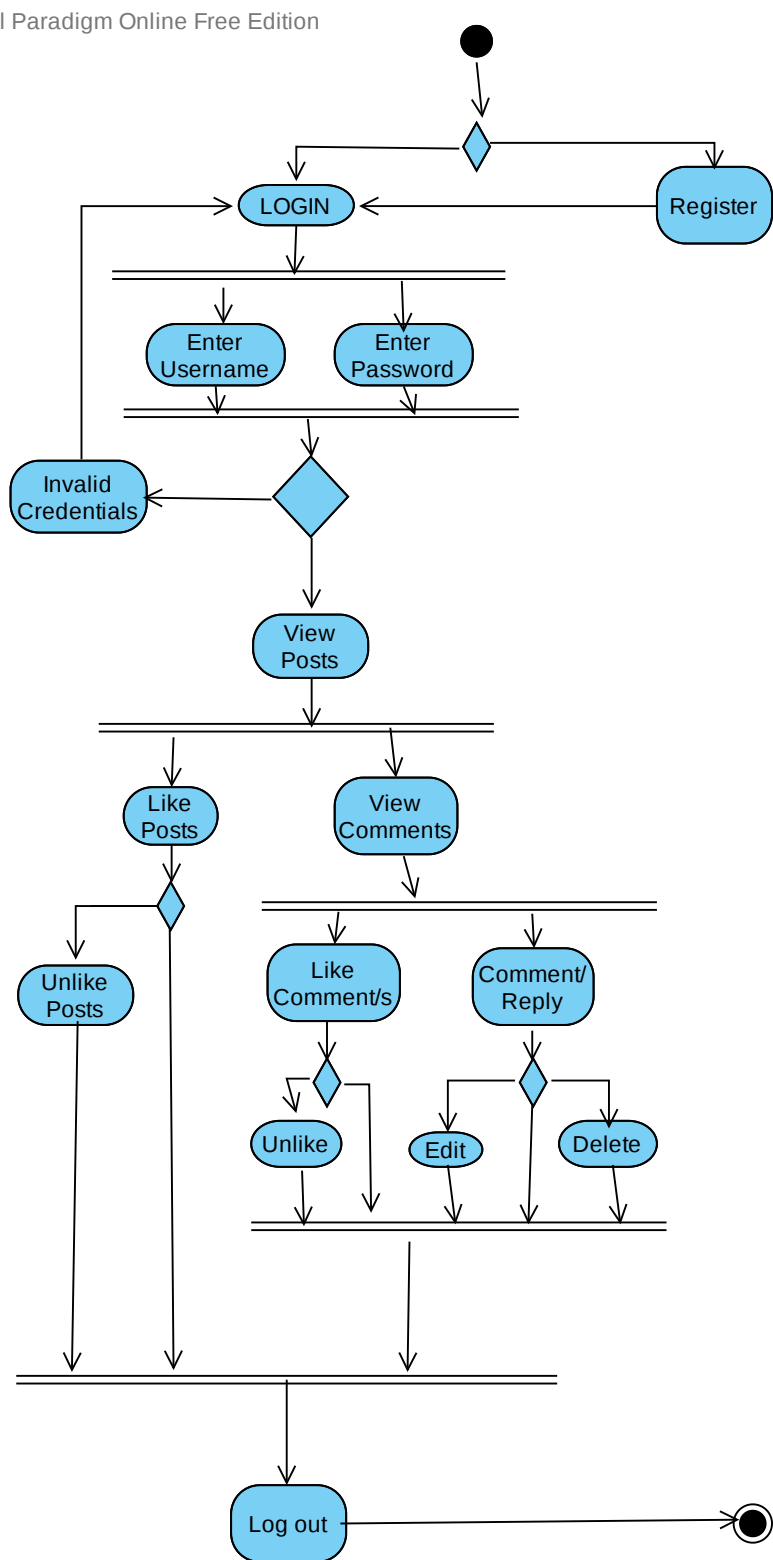 l Paradigm Online Free Edition
LOGIN
Register
Enter
Username
Enter
Password
Invalid
Credentials
View
Posts
Like
Posts
View
Comments
Unlike
Posts
Like
Comment/s
Comment/
Reply
Unlike
Edit
Delete
Log out